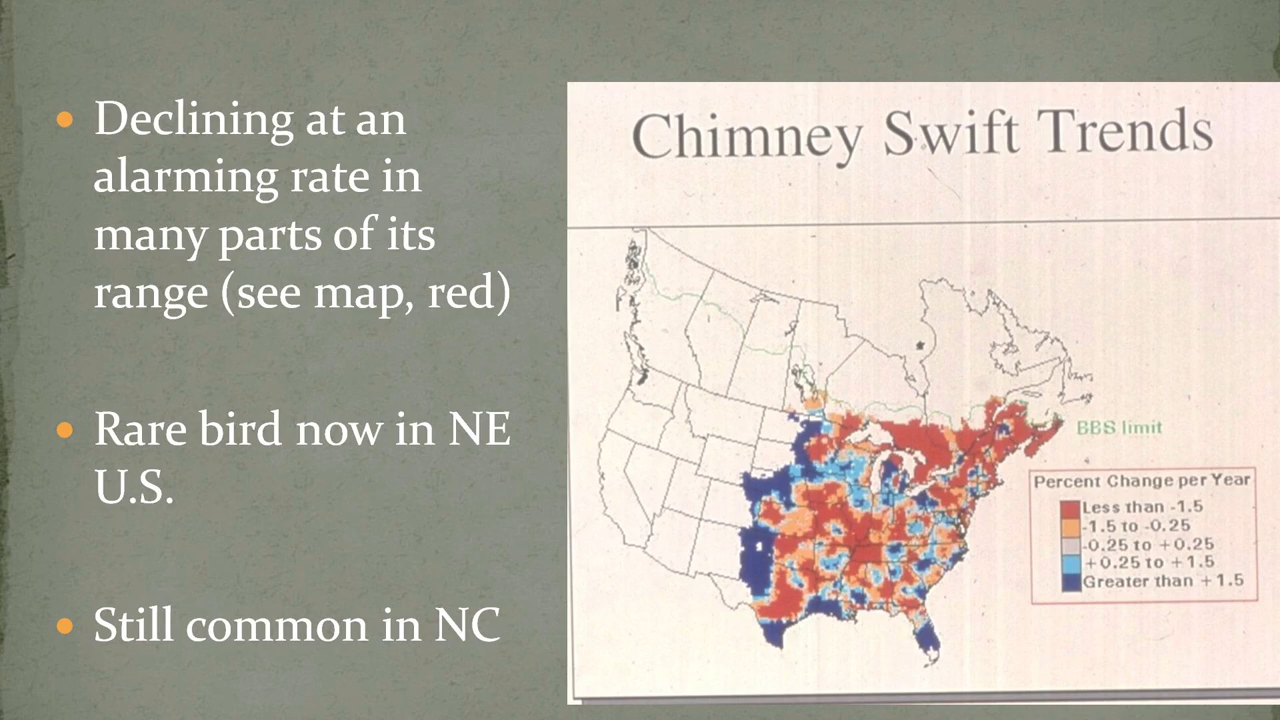 • Declining at an
alarming rate in
many parts of its
range (see map, red)
• Rare bird now in NE
U.S.
• Still common in NC
Chimney Swift Trends
BBS limit
Percent Change per Year
Less than -1.5
-1.5 to -0.25
-0.25 to +0.25
+0.25 to +1.5
Greater than +1.5